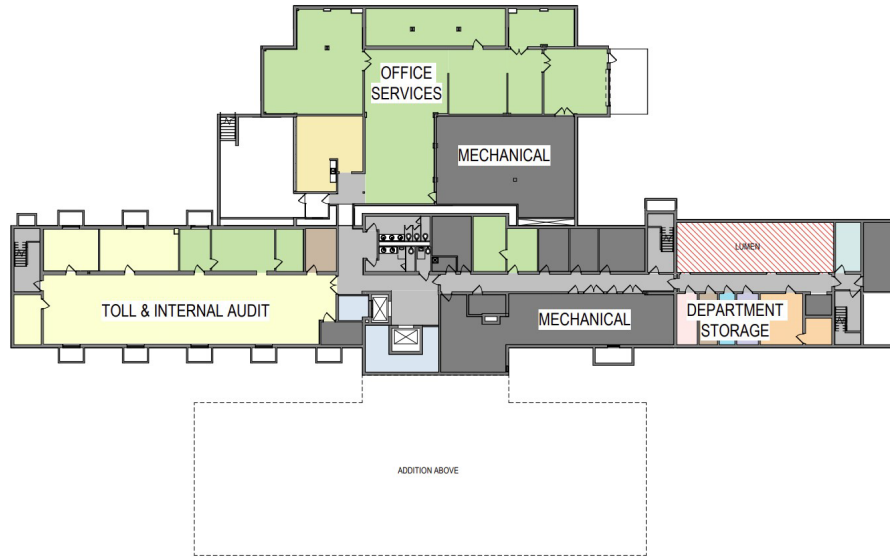 OFFICE
SERVICES
MECHANICAL
LUMEN
TOLL & INTERNAL AUDIT
MECHANICAL
DEPARTMENT
STORAGE
ADDITION ABOVE